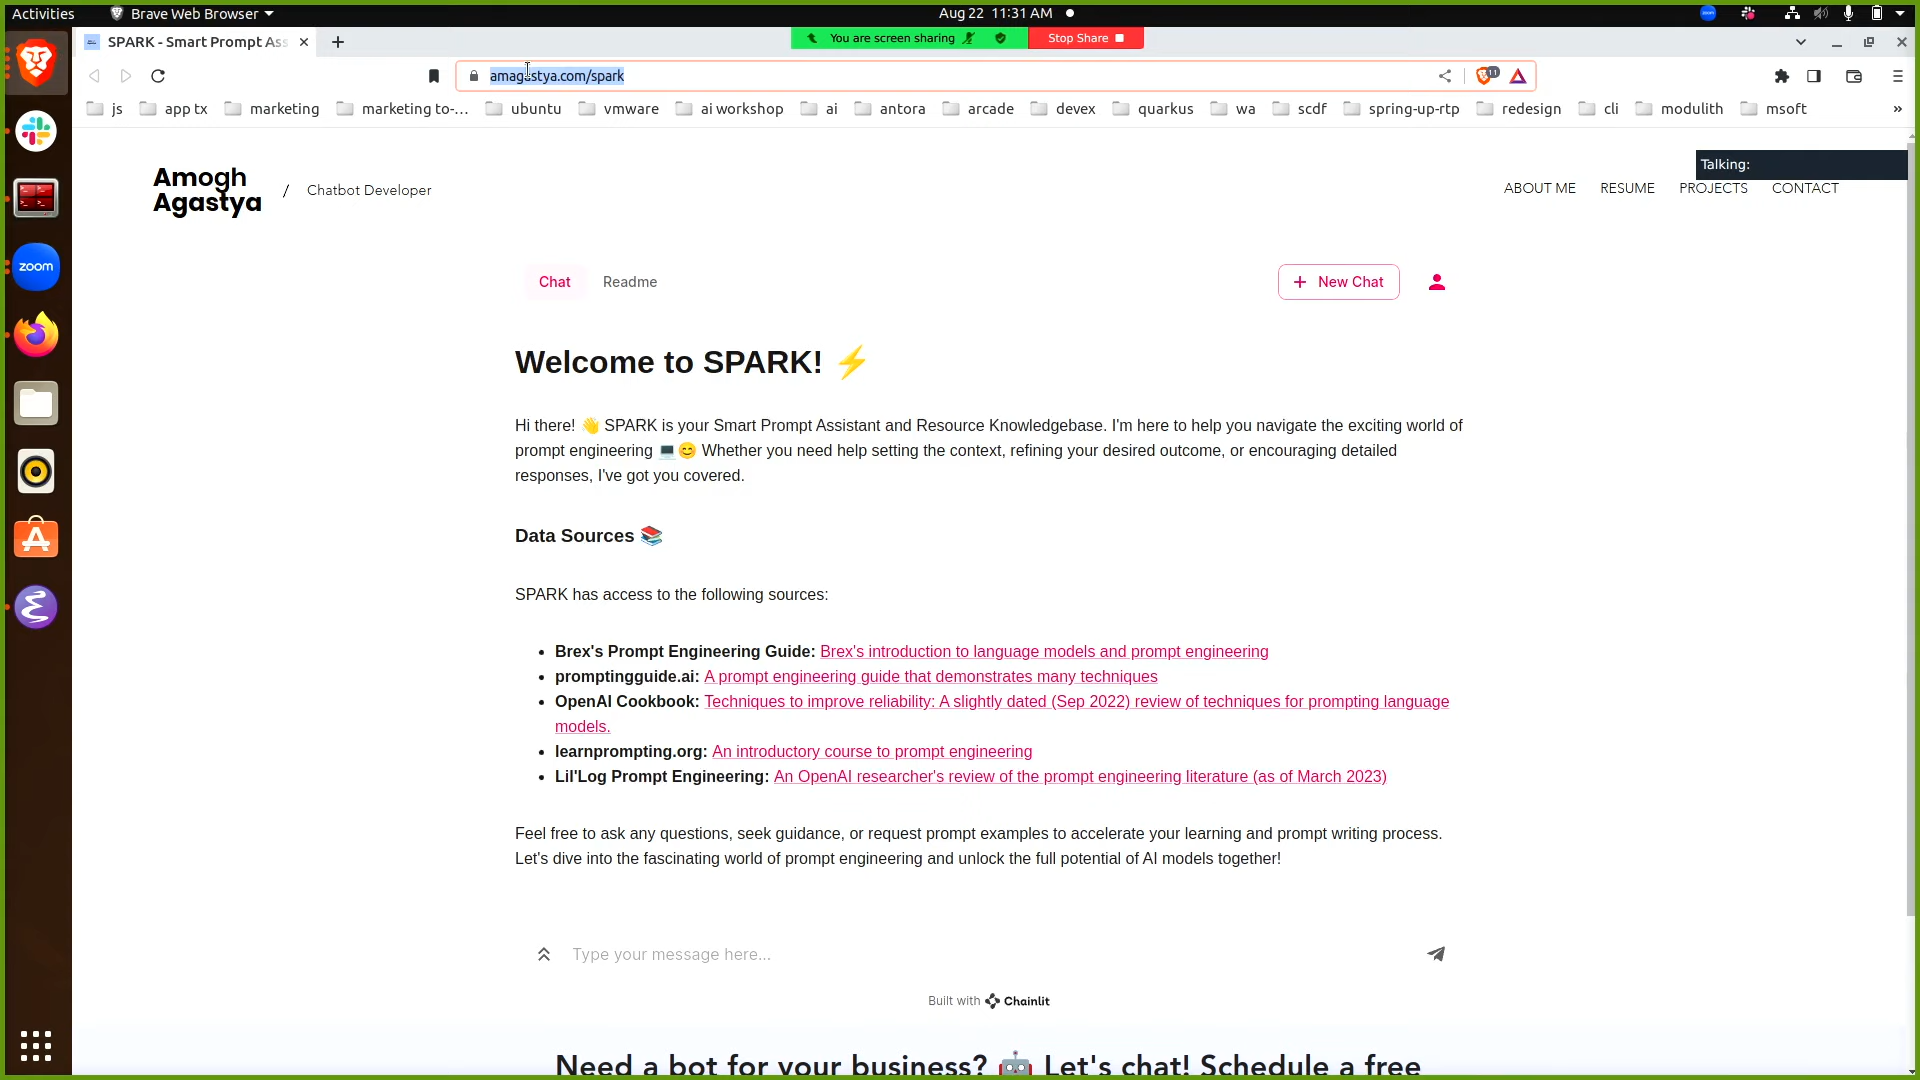 Activities
Brave Web Browser
Aug 22 11:31 AM
SPARK - Smart Prompt Ass
You are screen sharing
Stop Share
amagastya.com/spark
11
js
app tx
marketing
marketing to-...
ubuntu
vmware
ai workshop
ai
antora
arcade
devex
quarkus
wa
scdf
spring-up-rtp
redesign
cli
modulith
msoft
»
zoom
Talking:
Amogh
Agastya
/ Chatbot Developer
ABOUT ME
RESUME
PROJECTS
CONTACT
Chat
Readme
+ New Chat
Welcome to SPARK! ⚡
Hi there! 👋 SPARK is your Smart Prompt Assistant and Resource Knowledgebase. I'm here to help you navigate the exciting world of
prompt engineering 💻😊 Whether you need help setting the context, refining your desired outcome, or encouraging detailed
responses, I've got you covered.
Data Sources 📚
SPARK has access to the following sources:
• Brex's Prompt Engineering Guide: Brex's introduction to language models and prompt engineering
• promptingguide.ai: A prompt engineering guide that demonstrates many techniques
• OpenAI Cookbook: Techniques to improve reliability: A slightly dated (Sep 2022) review of techniques for prompting language
models.
• learnprompting.org: An introductory course to prompt engineering
• Lil'Log Prompt Engineering: An OpenAI researcher's review of the prompt engineering literature (as of March 2023)
Feel free to ask any questions, seek guidance, or request prompt examples to accelerate your learning and prompt writing process.
Let's dive into the fascinating world of prompt engineering and unlock the full potential of AI models together!
Type your message here...
Built with Chainlit
Need a bot for your business? 🤖 Let's chat! Schedule a free